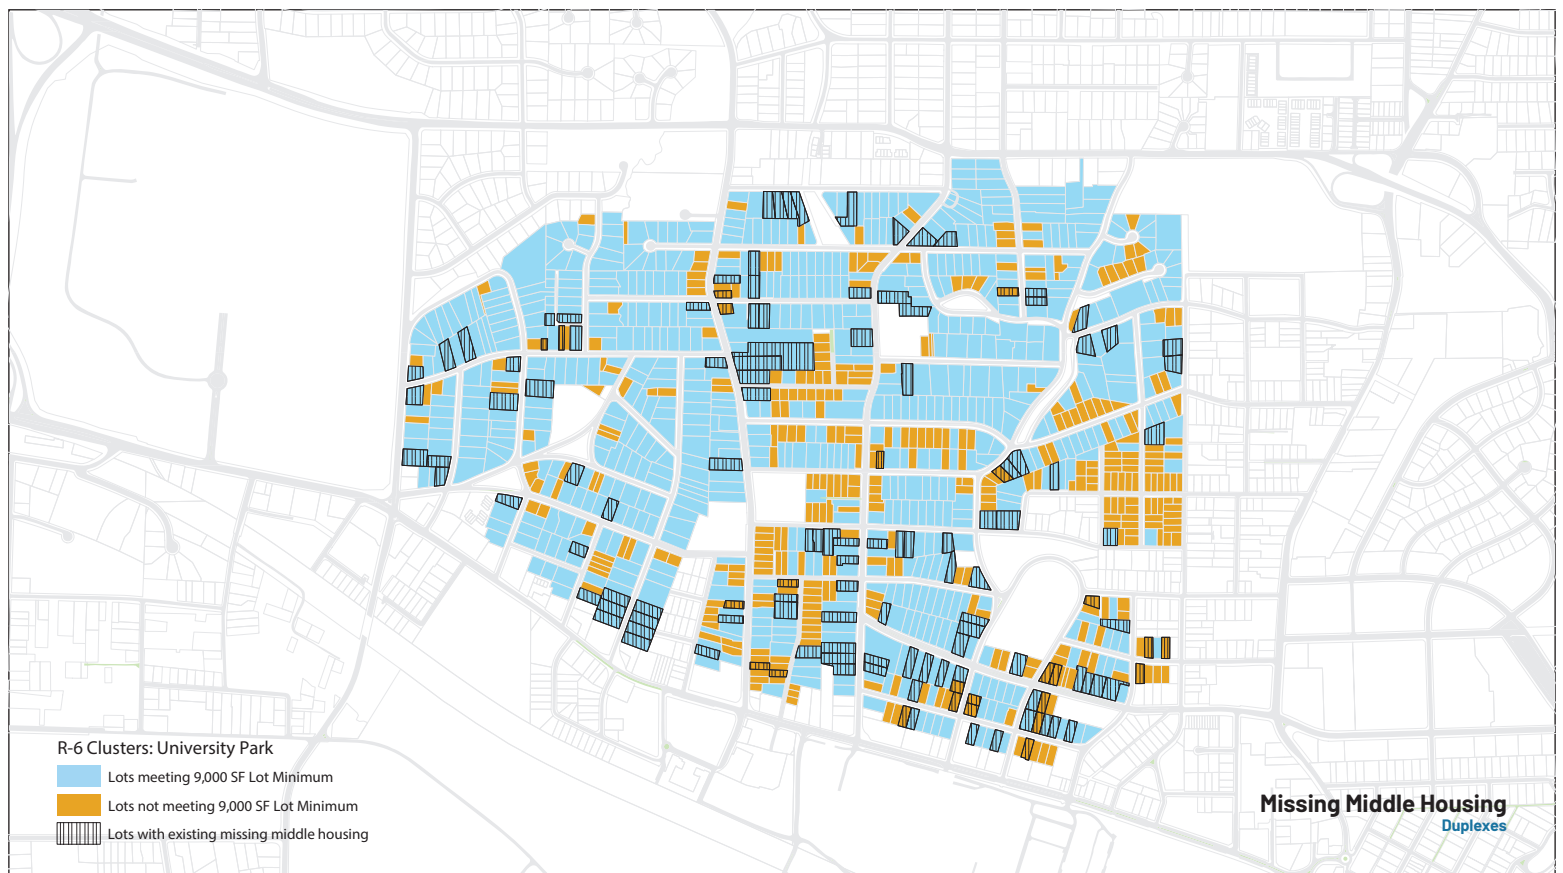 R-6 Clusters: University Park
Lots meeting 9,000 SF Lot Minimum
Lots not meeting 9,000 SF Lot Minimum
Lots with existing missing middle housing
Missing Middle Housing
Duplexes